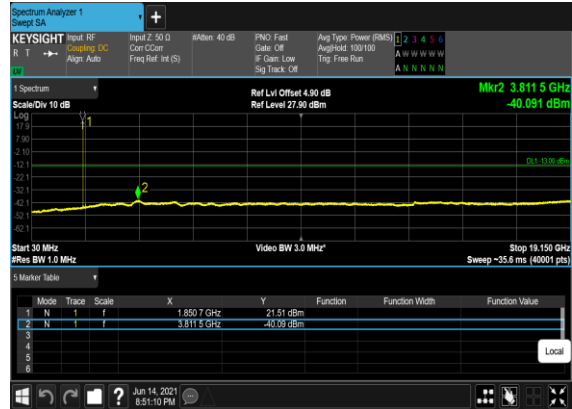 Spectrum Analyzer 1
Swept SA
+
KEYSIGHT Input: RF Input Z: 50 Ω #Atten: 40 dB PNO: Fast Avg Type: Power (RMS) 1 2 3 4 5 6
R T Coupling: DC Corr CCorr Gate: Off Avg|Hold: 100/100 A W W W W W
Align: Auto Freq Ref: Int (S) IF Gain: Low Trig: Free Run
Sig Track: Off A N N N N N
1 Spectrum Ref Lvl Offset 4.90 dB Mkr2 3.811 5 GHz
Scale/Div 10 dB Ref Level 27.90 dBm -40.091 dBm
Log
17.9 1
7.90
-2.10
-12.1 DL1 -13.00 dBm
-22.1
-32.1 2
-42.1
-52.1
-62.1
Start 30 MHz Video BW 3.0 MHz* Stop 19.150 GHz
#Res BW 1.0 MHz Sweep ~35.6 ms (40001 pts)
5 Marker Table
Mode Trace Scale X Y Function Function Width Function Value
1 N 1 f 1.850 7 GHz 21.51 dBm
2 N 1 f 3.811 5 GHz -40.09 dBm
3
4
5
6
Local
? Jun 14, 2021
8:51:10 PM